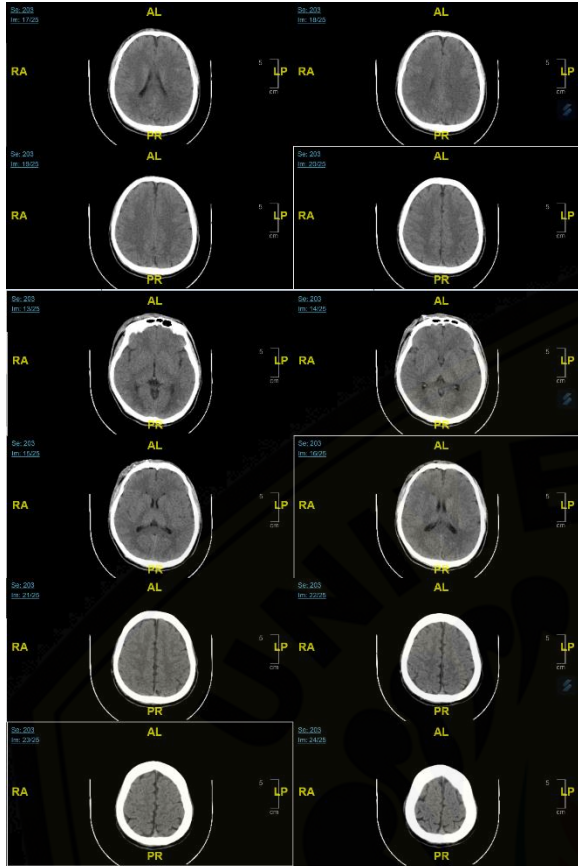 Se: 203
Im: 17/25
AL
RA
LP
5
cm
PR
Se: 203
Im: 18/25
AL
RA
LP
5
cm
PR
Se: 203
Im: 19/25
AL
RA
LP
5
cm
PR
Se: 203
Im: 20/25
AL
RA
LP
5
cm
PR
Se: 203
Im: 13/25
AL
RA
LP
5
cm
PR
Se: 203
Im: 14/25
AL
RA
LP
5
cm
PR
Se: 203
Im: 15/25
AL
RA
LP
5
cm
PR
Se: 203
Im: 16/25
AL
RA
LP
5
cm
PR
Se: 203
Im: 21/25
AL
RA
LP
5
cm
PR
Se: 203
Im: 22/25
AL
RA
LP
5
cm
PR
Se: 203
Im: 23/25
AL
RA
LP
5
cm
PR
Se: 203
Im: 24/25
AL
RA
LP
5
cm
PR